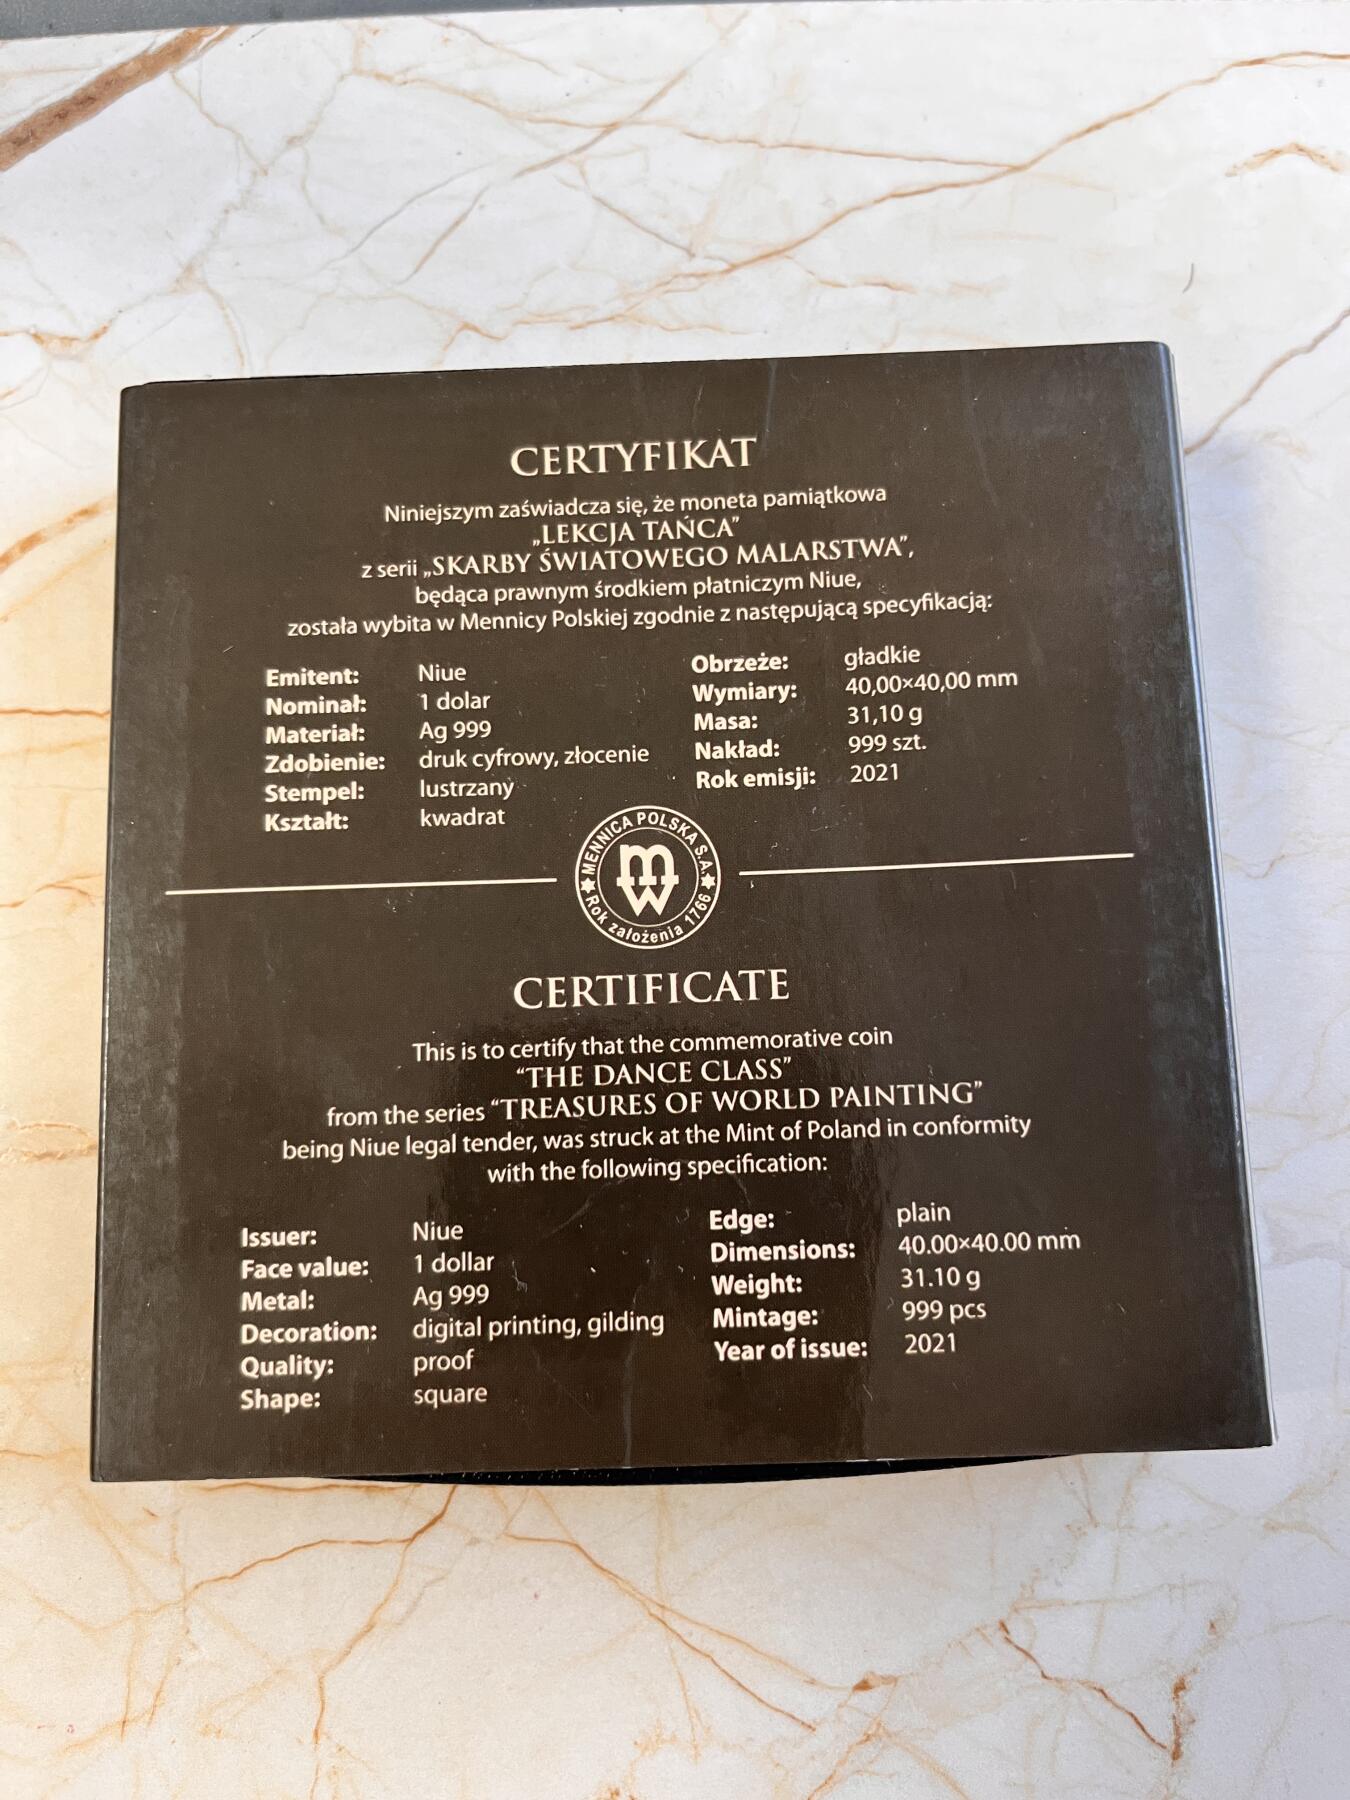 CERTYFIKAT
Niniejszym zaświadcza się, że moneta pamiątkowa
„LEKCJA TAŃCA”
z serii „SKARBY ŚWIATOWEGO MALARSTWA”,
będąca prawnym środkiem płatniczym Niue,
została wybita w Mennicy Polskiej zgodnie z następującą specyfikacją:
Emitent: Niue
Nominał: 1 dolar
Materiał: Ag 999
Zdobienie: druk cyfrowy, złocenie
Stempel: lustrzany
Kształt: kwadrat
Obrzeże: gładkie
Wymiary: 40,00×40,00 mm
Masa: 31,10 g
Nakład: 999 szt.
Rok emisji: 2021
MENNICA POLSKA S.A.
mw
Rok założenia 1766
CERTIFICATE
This is to certify that the commemorative coin
“THE DANCE CLASS”
from the series “TREASURES OF WORLD PAINTING”
being Niue legal tender, was struck at the Mint of Poland in conformity
with the following specification:
Issuer: Niue
Face value: 1 dollar
Metal: Ag 999
Decoration: digital printing, gilding
Quality: proof
Shape: square
Edge: plain
Dimensions: 40.00×40.00 mm
Weight: 31.10 g
Mintage: 999 pcs
Year of issue: 2021